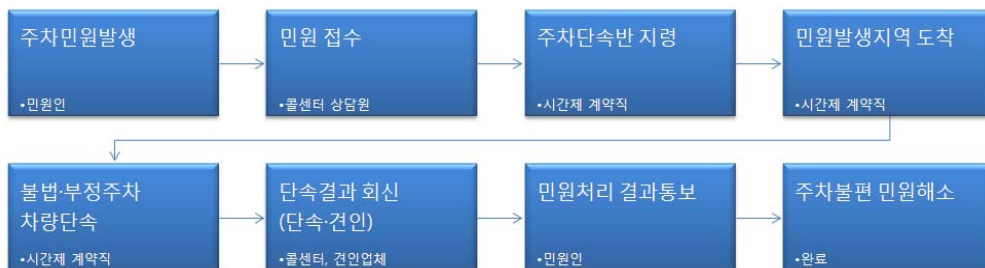 주차민원발생
•민원인
민원 접수
•콜센터 상담원
주차단속반 지령
•시간제 계약직
민원발생지역 도착
•시간제 계약직
불법·부정주차
차량단속
•시간제 계약직
단속결과 회신
(단속·견인)
•콜센터, 견인업체
민원처리 결과통보
•민원인
주차불편 민원해소
•완료